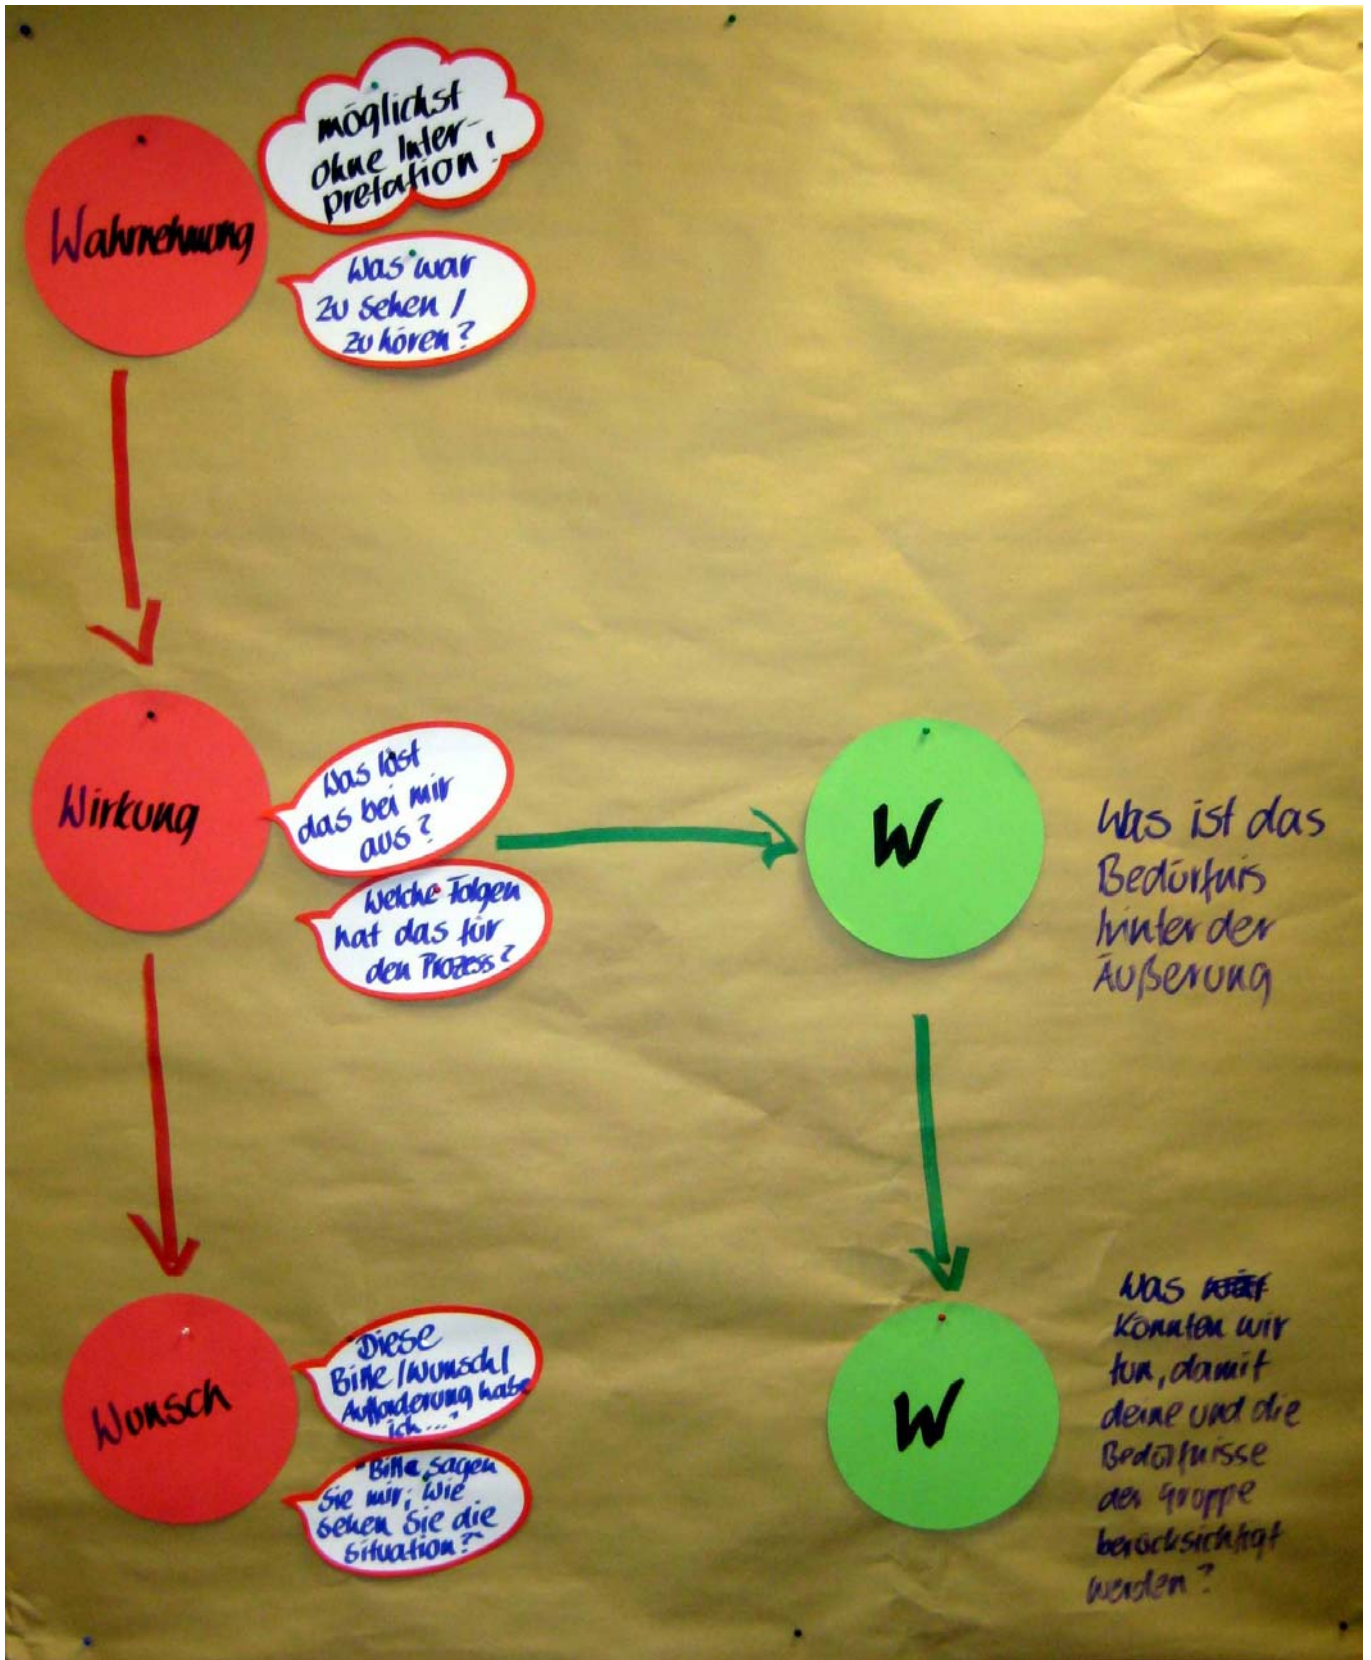 möglichst
ohne Inter-
pretation!
Wahrnehmung
Was war
zu sehen /
zu hören?
Wirkung
Was löst
das bei mir
aus?
Welche Folgen
hat das für
den Prozess?
W
Was ist das
Bedürfnis
hinter der
Äußerung
Wunsch
"Diese
Bitte/Wunsch/
Aufforderung habe
ich..."
"Bitte sagen
Sie mir, wie
sehen Sie die
Situation?"
W
Was
könnten wir
tun, damit
deine und die
Bedürfnisse
der Gruppe
berücksichtigt
werden?